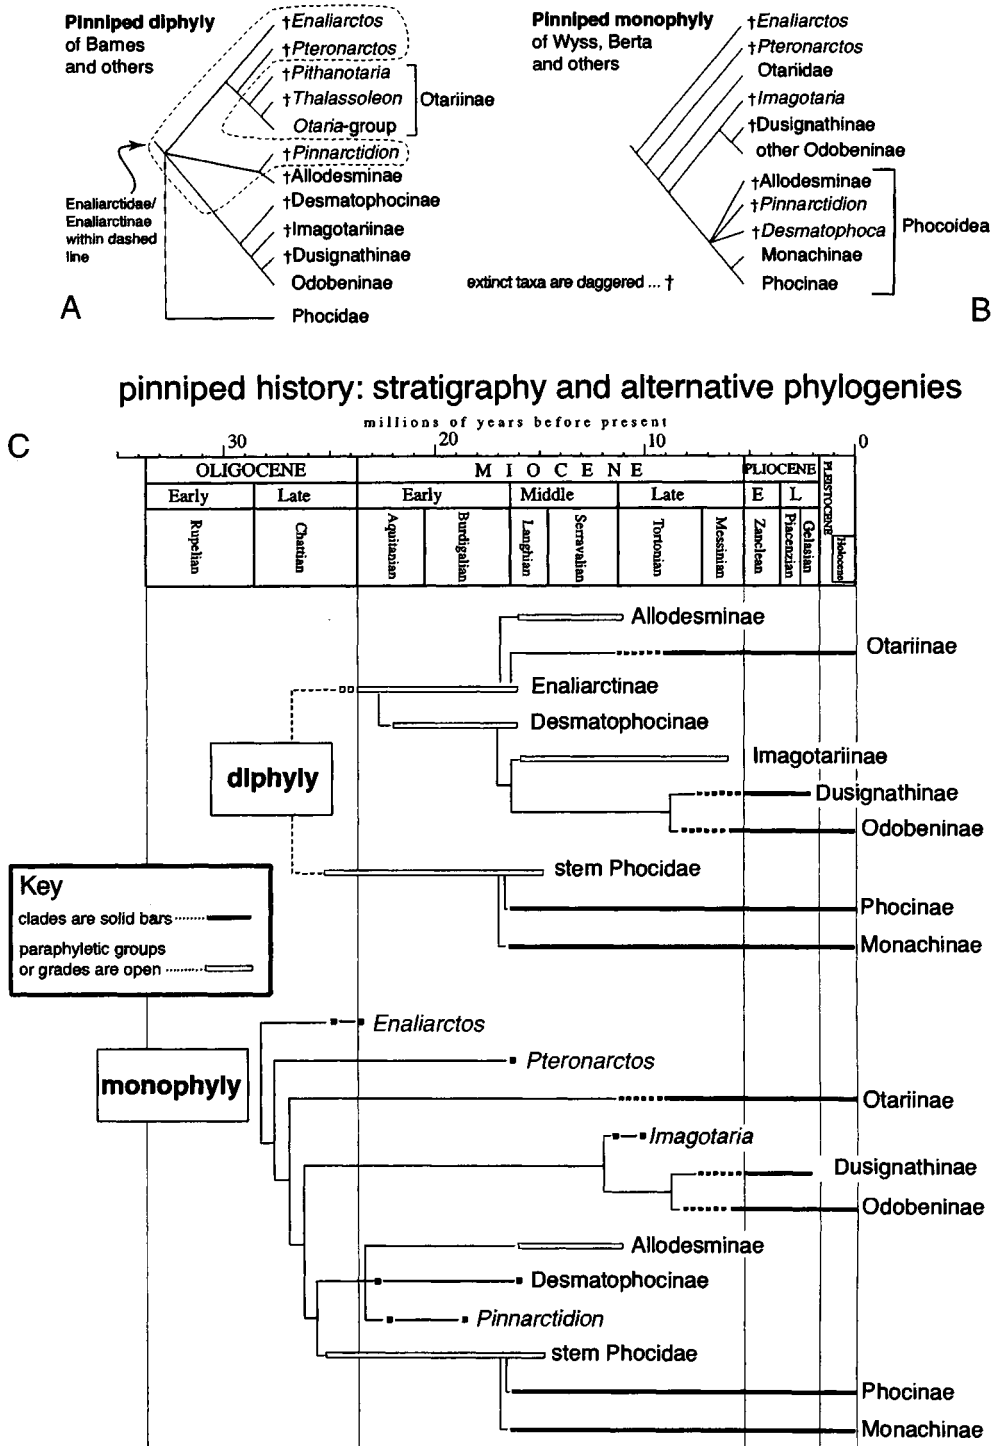 Pinniped diphyly
of Barnes
and others
†Enaliarctos
†Pteronarctos
†Pithanotaria
†Thalassoleon
Otaria-group
Otariinae
†Pinnarctidion
†Allodesminae
†Desmatophocinae
†Imagotariinae
†Dusignathinae
Odobeninae
Phocidae
Enaliarctidae/
Enaliarctinae
within dashed
line
A
Pinniped monophyly
of Wyss, Berta
and others
†Enaliarctos
†Pteronarctos
Otariidae
†Imagotaria
†Dusignathinae
other Odobeninae
†Allodesminae
†Pinnarctidion
†Desmatophoca
Monachinae
Phocinae
Phocoidea
extinct taxa are daggered ... †
B
pinniped history: stratigraphy and alternative phylogenies
millions of years before present
C
30 20 10 0
OLIGOCENE MIOCENE PLIOCENE PLEISTOCENE
Early Late Early Middle Late E L
Rupelian Chattian Aquitanian Burdigalian Langhian Serravalian Tortonian Messinian Zanclean Piacenzian Gelasian Holocene
Allodesminae
Otariinae
Enaliarctinae
Desmatophocinae
Imagotariinae
diphyly
Dusignathinae
Odobeninae
stem Phocidae
Phocinae
Monachinae
Key
clades are solid bars
paraphyletic groups
or grades are open
Enaliarctos
Pteronarctos
monophyly
Otariinae
Imagotaria
Dusignathinae
Odobeninae
Allodesminae
Desmatophocinae
Pinnarctidion
stem Phocidae
Phocinae
Monachinae